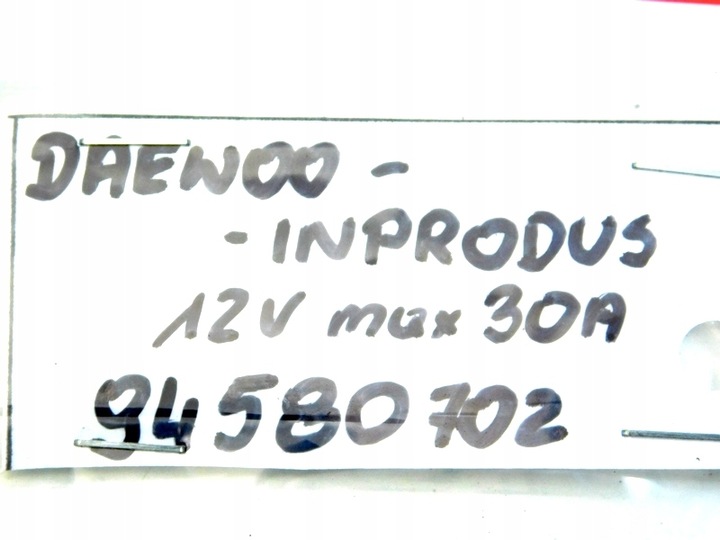 DAEWOO -
- INPRODUS
12V max 30A
94580702